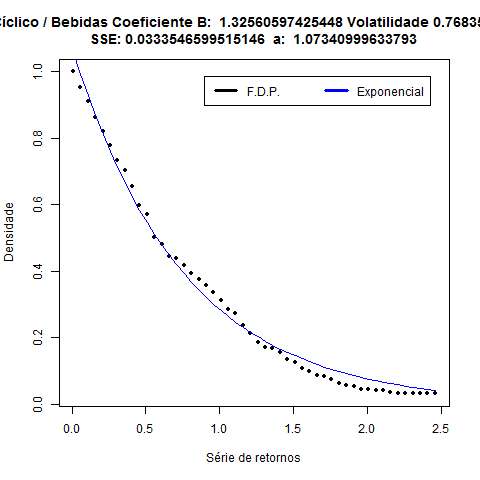 Cíclico / Bebidas Coeficiente B:  1.32560597425448 Volatilidade 0.7683
SSE: 0.0333546599515146  a:  1.07340999633793
F.D.P.
Exponencial
Densidade
1.0
0.8
0.6
0.4
0.2
0.0
0.0
0.5
1.0
1.5
2.0
2.5
Série de retornos